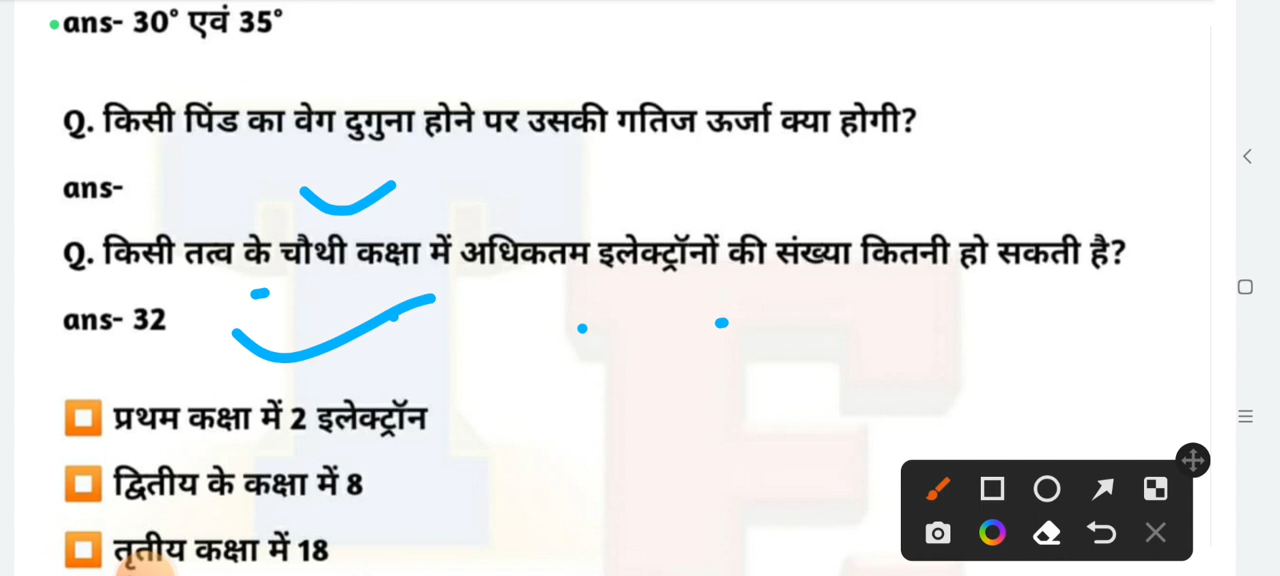 ans- 30° एवं 35°
Q. किसी पिंड का वेग दुगुना होने पर उसकी गतिज ऊर्जा क्या होगी?
ans-
Q. किसी तत्व के चौथी कक्षा में अधिकतम इलेक्ट्रॉनों की संख्या कितनी हो सकती है?
ans- 32
प्रथम कक्षा में 2 इलेक्ट्रॉन
द्वितीय के कक्षा में 8
तृतीय कक्षा में 18